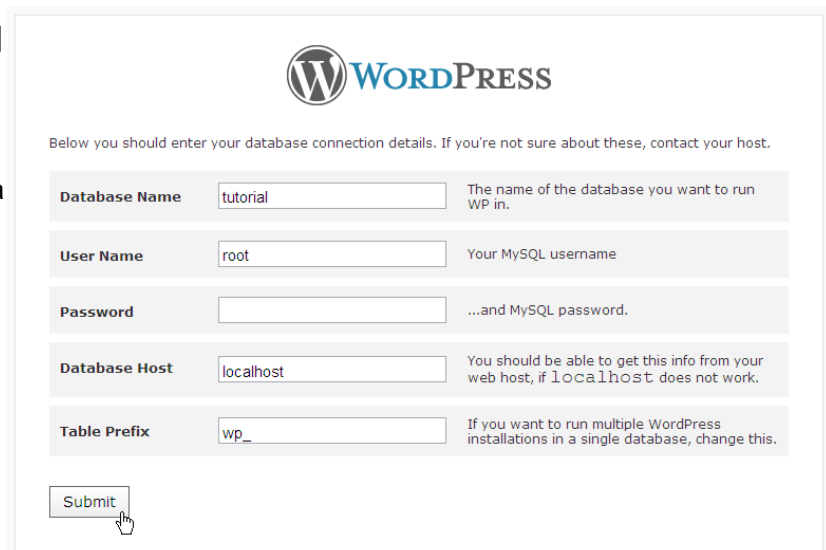 WORDPRESS
Below you should enter your database connection details. If you're not sure about these, contact your host.
Database Name
tutorial
The name of the database you want to run
WP in.
User Name
root
Your MySQL username
Password
...and MySQL password.
Database Host
localhost
You should be able to get this info from your
web host, if localhost does not work.
Table Prefix
wp_
If you want to run multiple WordPress
installations in a single database, change this.
Submit